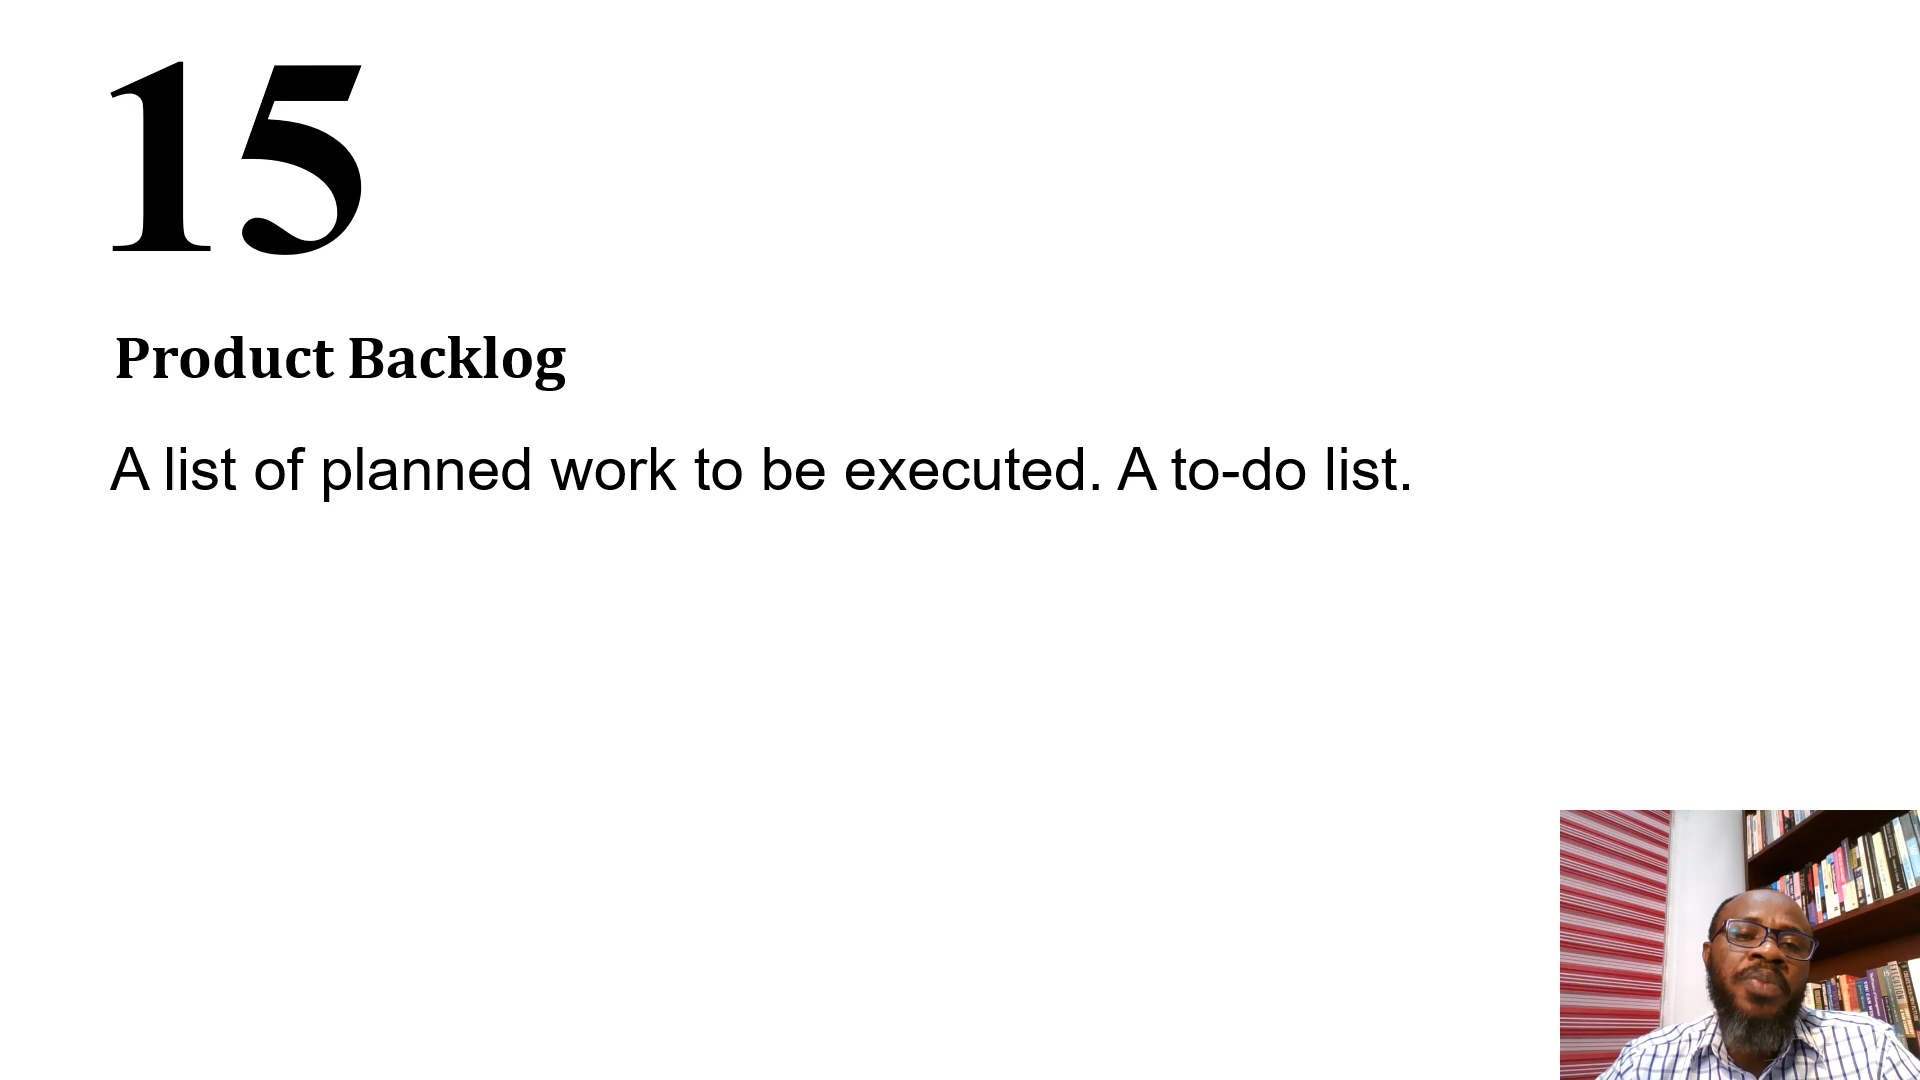 15
Product Backlog
A list of planned work to be executed. A to-do list.